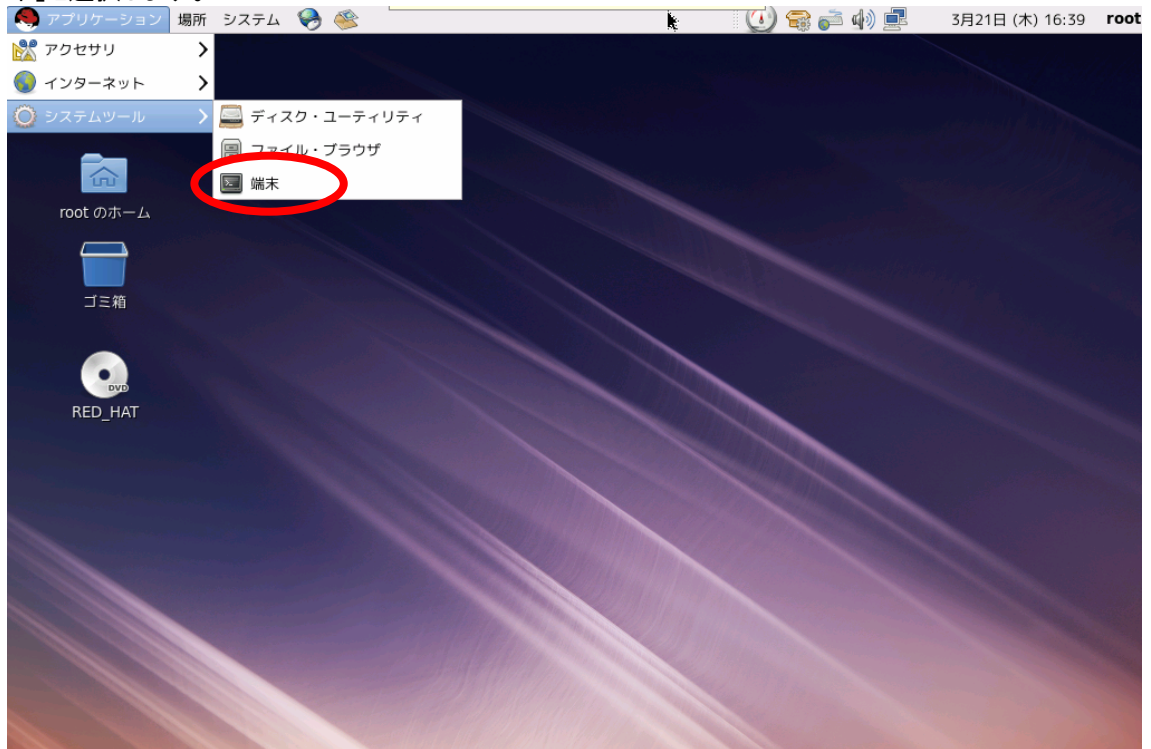 アプリケーション 場所 システム 3月21日 (木) 16:39 root
アクセサリ
インターネット
システムツール
ディスク・ユーティリティ
ファイル・ブラウザ
端末
root のホーム
ゴミ箱
DVD
RED_HAT